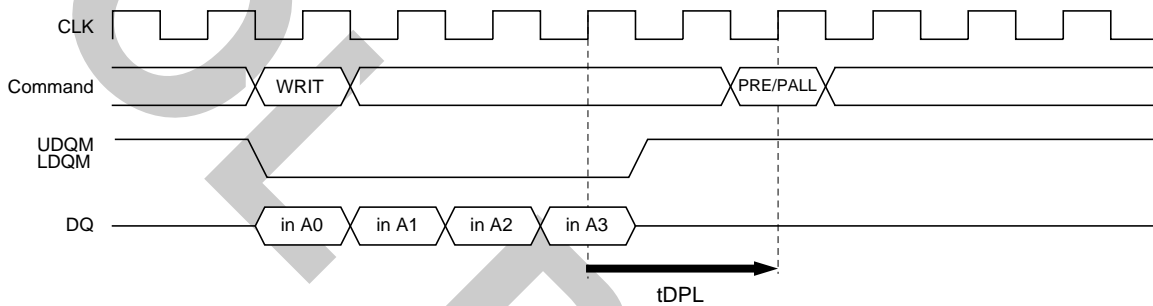 CLK
Command WRIT PRE/PALL
UDQM
LDQM
DQ in A0 in A1 in A2 in A3
tDPL